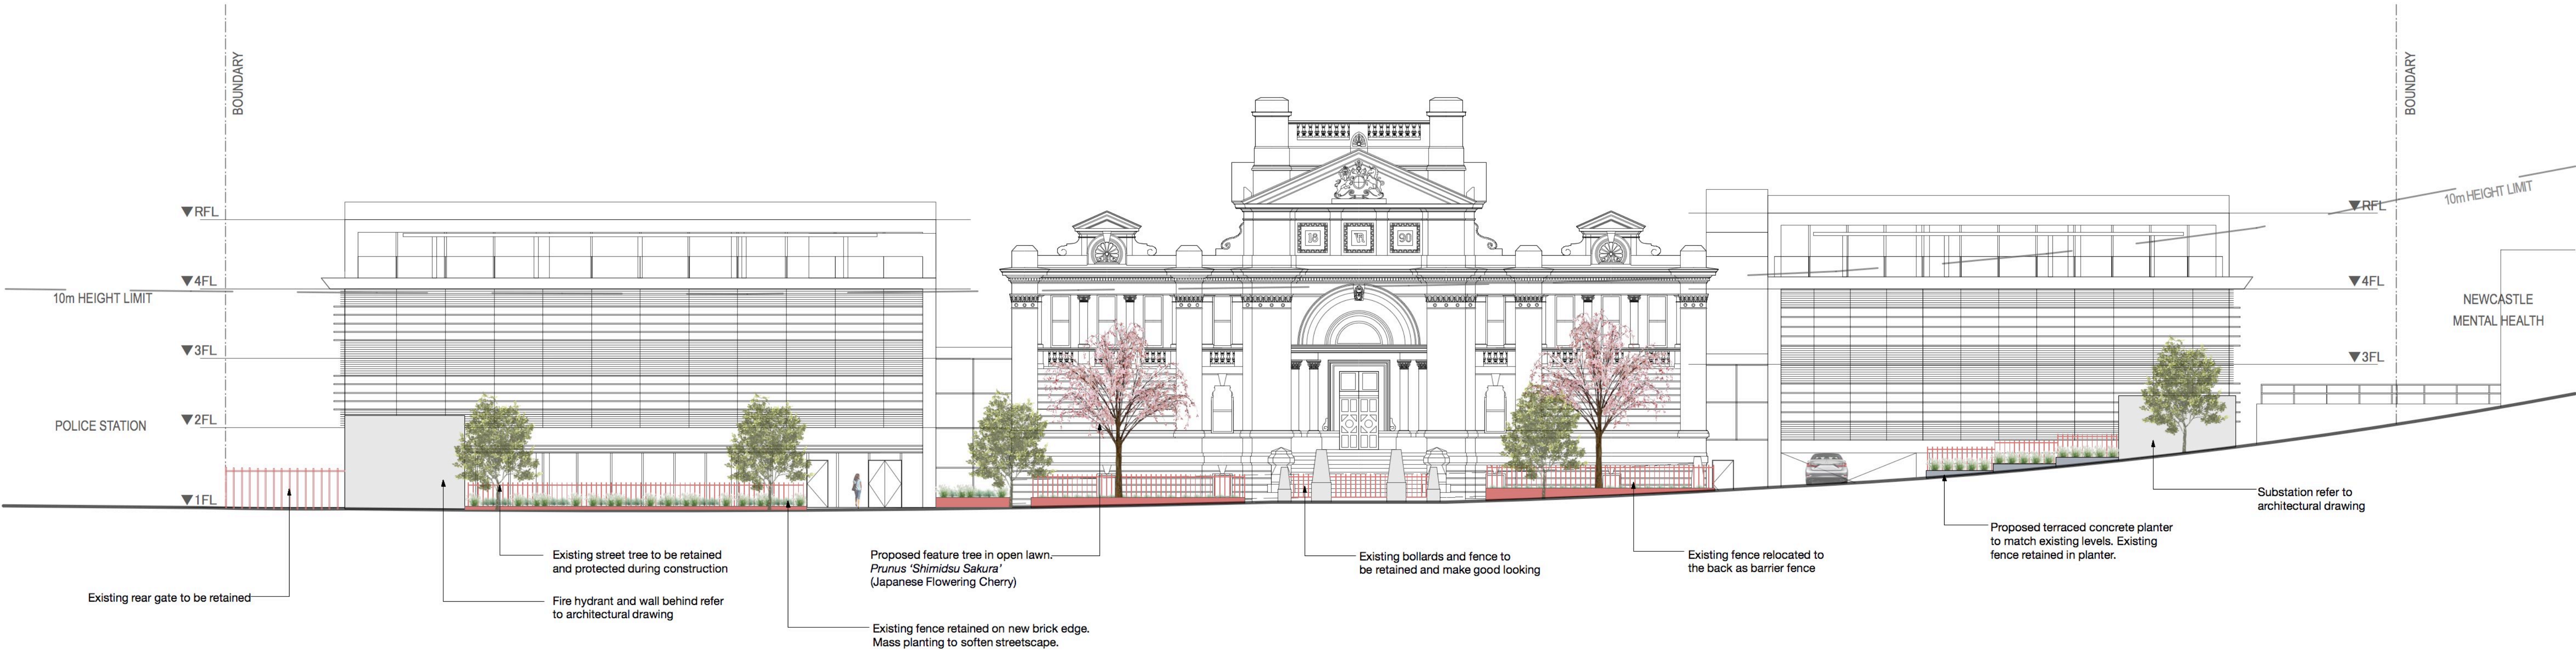 BOUNDARY
BOUNDARY
▼RFL
▼4FL
10m HEIGHT LIMIT
▼3FL
▼2FL
POLICE STATION
▼1FL
18
90
▼RFL
10m HEIGHT LIMIT
▼4FL
NEWCASTLE
MENTAL HEALTH
▼3FL
Existing rear gate to be retained
Existing street tree to be retained
and protected during construction
Fire hydrant and wall behind refer
to architectural drawing
Proposed feature tree in open lawn.
Prunus ‘Shimidsu Sakura’
(Japanese Flowering Cherry)
Existing fence retained on new brick edge.
Mass planting to soften streetscape.
Existing bollards and fence to
be retained and make good looking
Existing fence relocated to
the back as barrier fence
Proposed terraced concrete planter
to match existing levels. Existing
fence retained in planter.
Substation refer to
architectural drawing